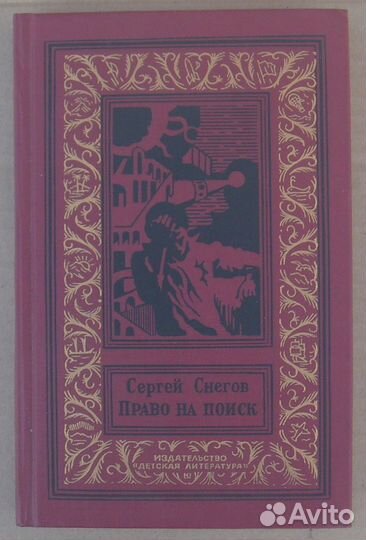 Сергей Снегов
Право на поиск
ИЗДАТЕЛЬСТВО
«ДЕТСКАЯ ЛИТЕРАТУРА»
Avito